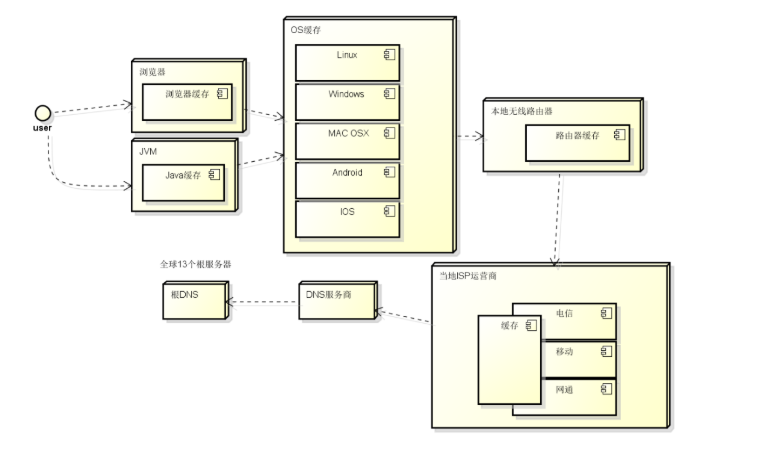 user
浏览器
浏览器缓存
JVM
Java缓存
OS缓存
Linux
Windows
MAC OSX
Android
IOS
本地无线路由器
路由器缓存
当地ISP运营商
缓存
电信
移动
网通
DNS服务商
全球13个根服务器
根DNS